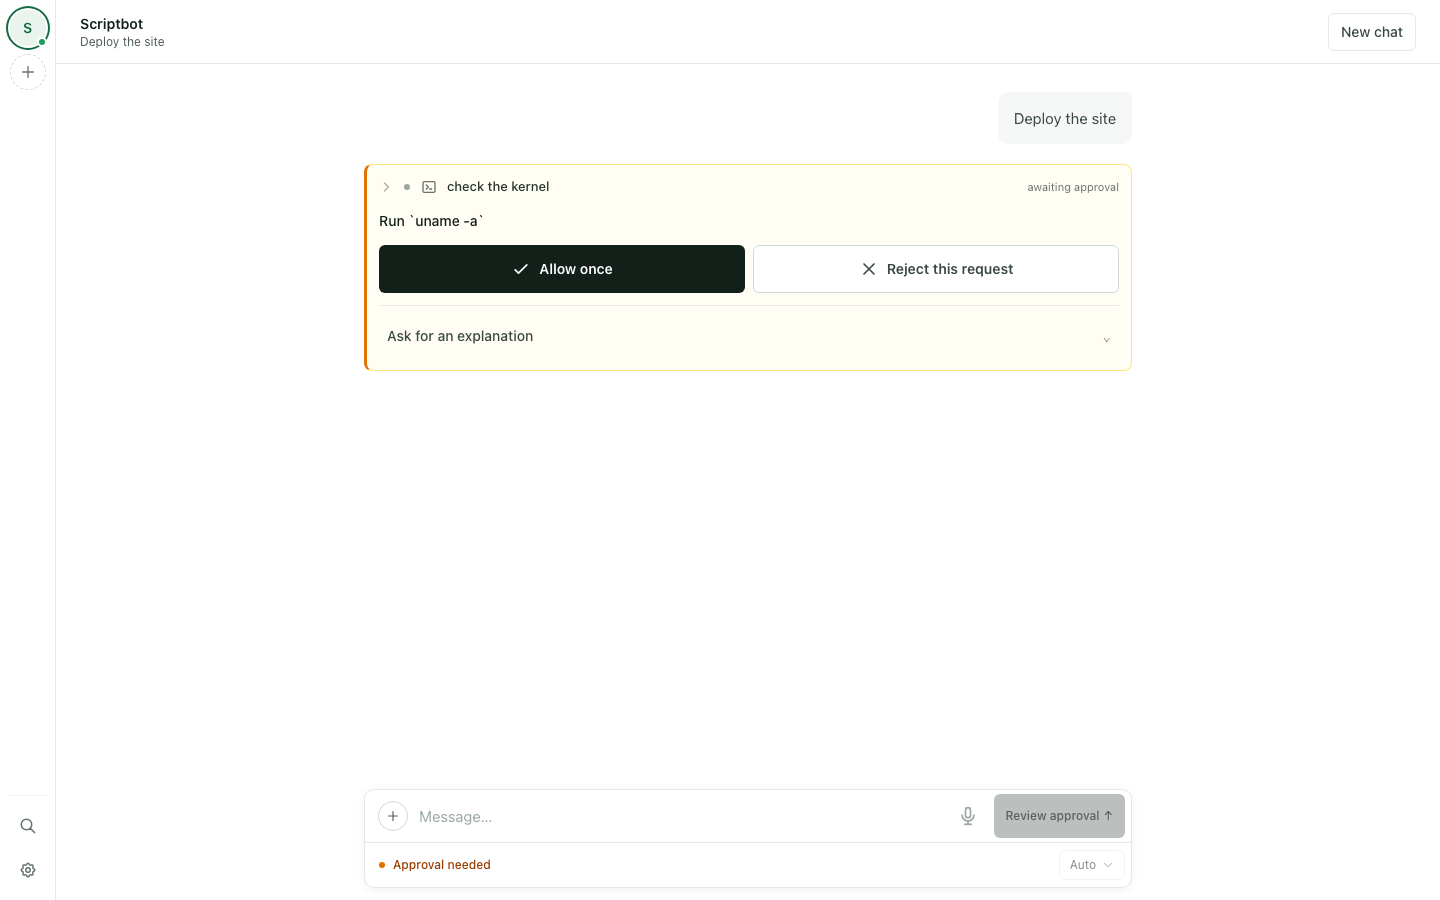 S
Scriptbot
Deploy the site
New chat
Deploy the site
check the kernel
awaiting approval
Run `uname -a`
Allow once
Reject this request
Ask for an explanation
Message...
Review approval ↑
Approval needed
Auto